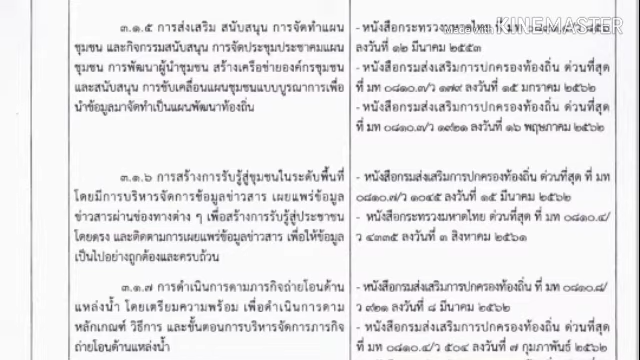 ๓.๑.๕ การส่งเสริม สนับสนุน การจัดทำแผน
ชุมชน และกิจกรรมสนับสนุน การจัดประชุมประชาคมแผน
ชุมชน การพัฒนาผู้นำชุมชน สร้างเครือข่ายองค์กรชุมชน
และสนับสนุน การขับเคลื่อนแผนชุมชนแบบบูรณาการเพื่อ
นำข้อมูลมาจัดทำเป็นแผนพัฒนาท้องถิ่น
- หนังสือกระทรวงมหาดไทย ที่ มท
ลงวันที่ ๑๒ มีนาคม ๒๕๕๓
- หนังสือกรมส่งเสริมการปกครองท้องถิ่น ด่วนที่สุด
ที่ มท ๐๘๑๐.๓/ว ๑๗๙ ลงวันที่ ๑๕ มกราคม ๒๕๖๒
- หนังสือกรมส่งเสริมการปกครองท้องถิ่น ด่วนที่สุด
ที่ มท ๐๘๑๐.๓/ว ๑๙๒๑ ลงวันที่ ๑๖ พฤษภาคม ๒๕๖๒
๓.๑.๖ การสร้างการรับรู้สู่ชุมชนในระดับพื้นที่
โดยมีการบริหารจัดการข้อมูลข่าวสาร เผยแพร่ข้อมูล
ข่าวสารผ่านช่องทางต่าง ๆ เพื่อสร้างการรับรู้สู่ประชาชน
โดยตรง และติดตามการเผยแพร่ข้อมูลข่าวสาร เพื่อให้ข้อมูล
เป็นไปอย่างถูกต้องและครบถ้วน
- หนังสือกรมส่งเสริมการปกครองท้องถิ่น ด่วนที่สุด ที่ มท
๐๘๑๐.๗/ว ๑๐๔๕ ลงวันที่ ๑๕ มีนาคม ๒๕๖๒
- หนังสือกระทรวงมหาดไทย ด่วนที่สุด ที่ มท ๐๘๑๐.๔/
ว ๔๓๓๕ ลงวันที่ ๓ สิงหาคม ๒๕๖๑
๓.๑.๗ การดำเนินการตามภารกิจถ่ายโอนด้าน
แหล่งน้ำ โดยเตรียมความพร้อม เพื่อดำเนินการตาม
หลักเกณฑ์ วิธีการ และขั้นตอนการบริหารจัดการภารกิจ
ถ่ายโอนด้านแหล่งน้ำ
- หนังสือกรมส่งเสริมการปกครองท้องถิ่น ที่ มท ๐๘๑๐.๘/
ว ๙๒๑ ลงวันที่ ๘ มีนาคม ๒๕๖๒
- หนังสือกรมส่งเสริมการปกครองท้องถิ่น ด่วนที่สุด
ที่ มท ๐๘๑๐.๔/ว ๕๐๔ ลงวันที่ ๗ กุมภาพันธ์ ๒๕๖๒
KINEMASTER